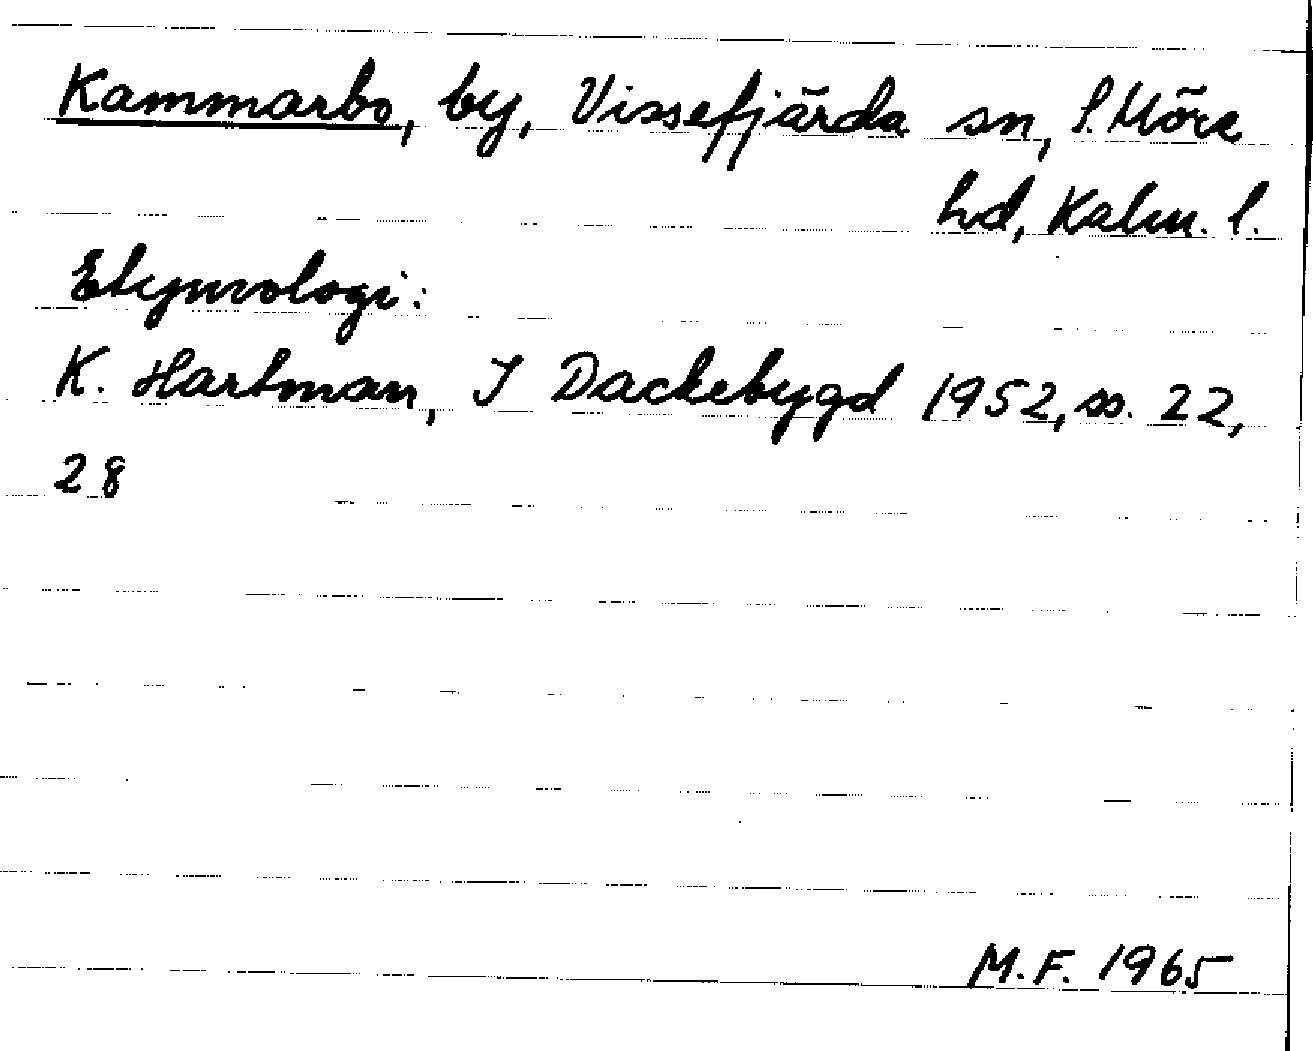 Kammarbo, by, Vissefjärda sn, S. Möre
hd, Kalm. l.
Etymologi:
K. Hartman, I Dackebygd 1952, ss. 22,
28
M.F. 1965